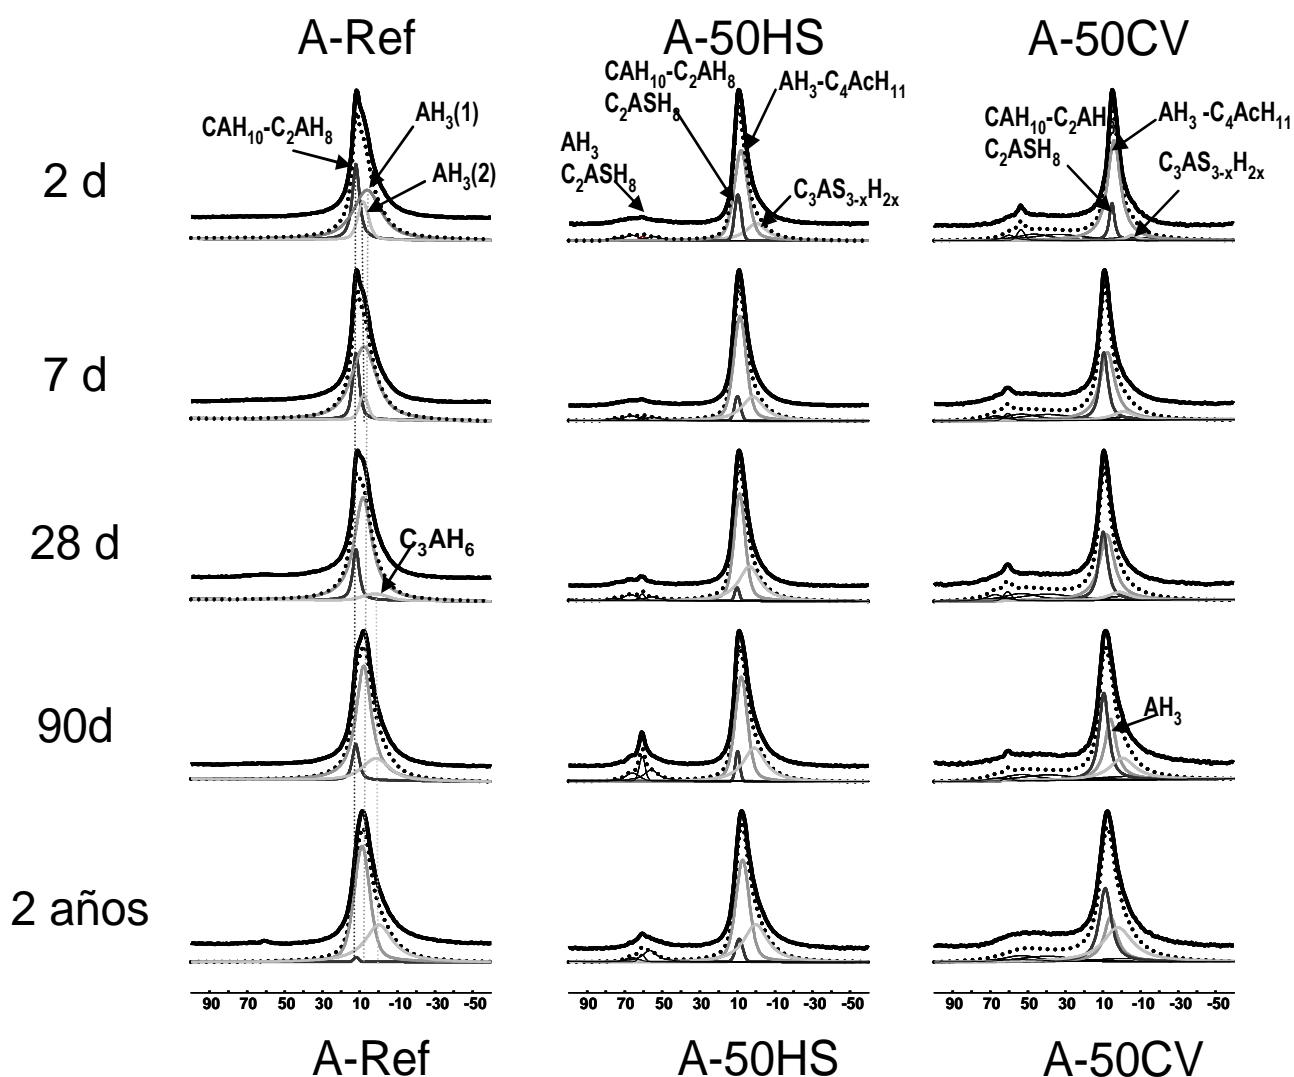 A-Ref A-50HS A-50CV
2 d
CAH₁₀-C₂AH₈
AH₃(1)
AH₃(2)
CAH₁₀-C₂AH₈
C₂ASH₈
AH₃-C₄AcH₁₁
AH₃
C₂ASH₈
C₃AS₃₋ₓH₂ₓ
CAH₁₀-C₂AH
C₂ASH₈
AH₃ -C₄AcH₁₁
C₃AS₃₋ₓH₂ₓ
7 d
28 d
C₃AH₆
90d
AH₃
2 años
90 70 50 30 10 -10 -30 -50
90 70 50 30 10 -10 -30 -50
90 70 50 30 10 -10 -30 -50
A-Ref A-50HS A-50CV